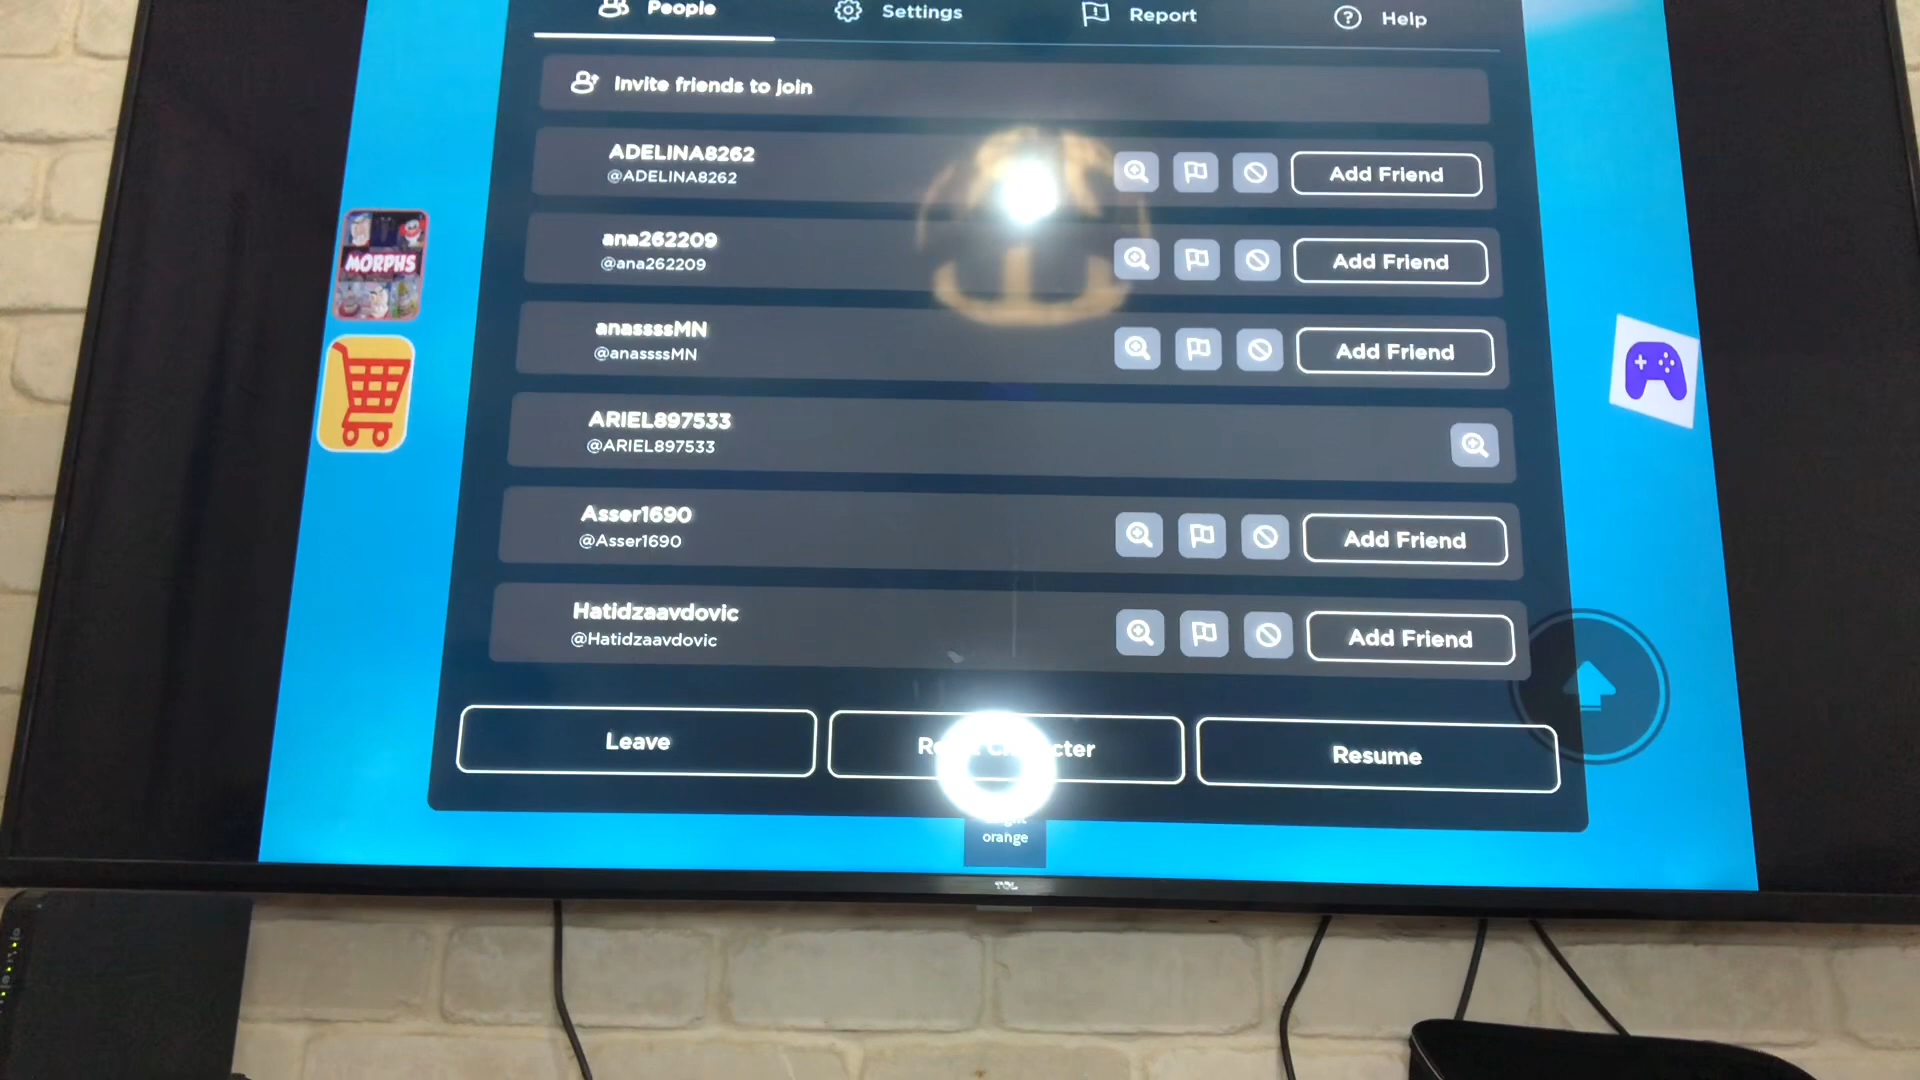 People
Settings
Report
Help
Invite friends to join
ADELINA8262
@ADELINA8262
Add Friend
ana262209
@ana262209
Add Friend
anassssMN
@anassssMN
Add Friend
ARIEL897533
@ARIEL897533
Asser1690
@Asser1690
Add Friend
Hatidzaavdovic
@Hatidzaavdovic
Add Friend
Leave
Resume
orange
MORPHS
TCL